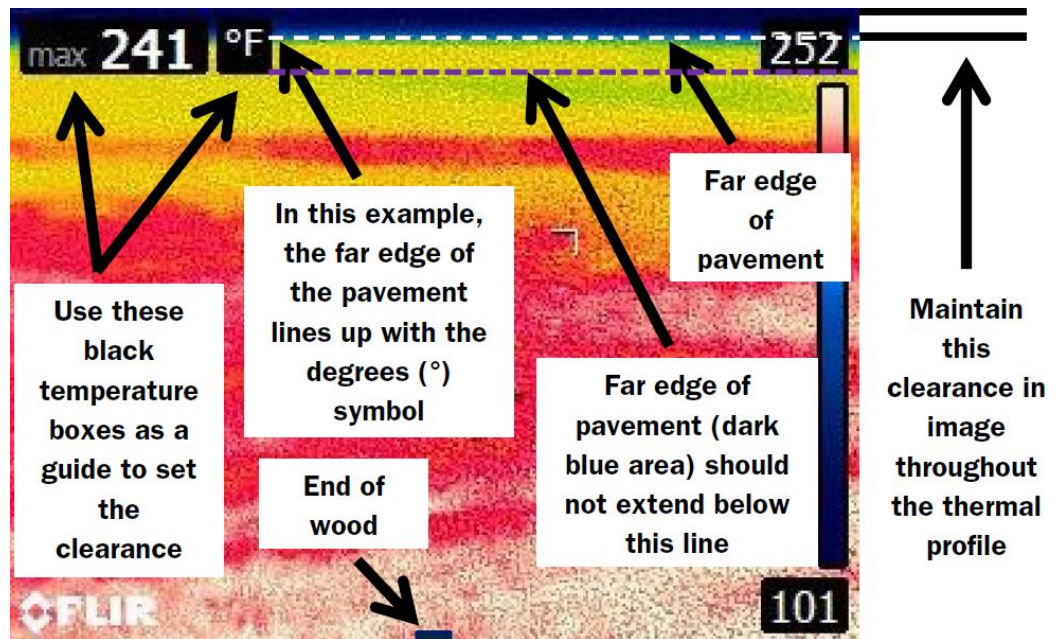 max 241 °F
252
Far edge
of
pavement
In this example,
the far edge of
the pavement
lines up with the
degrees (°)
symbol
Use these
black
temperature
boxes as a
guide to set
the
clearance
Far edge of
pavement (dark
blue area) should
not extend below
this line
Maintain
this
clearance in
image
throughout
the thermal
profile
End of
wood
FLIR
101